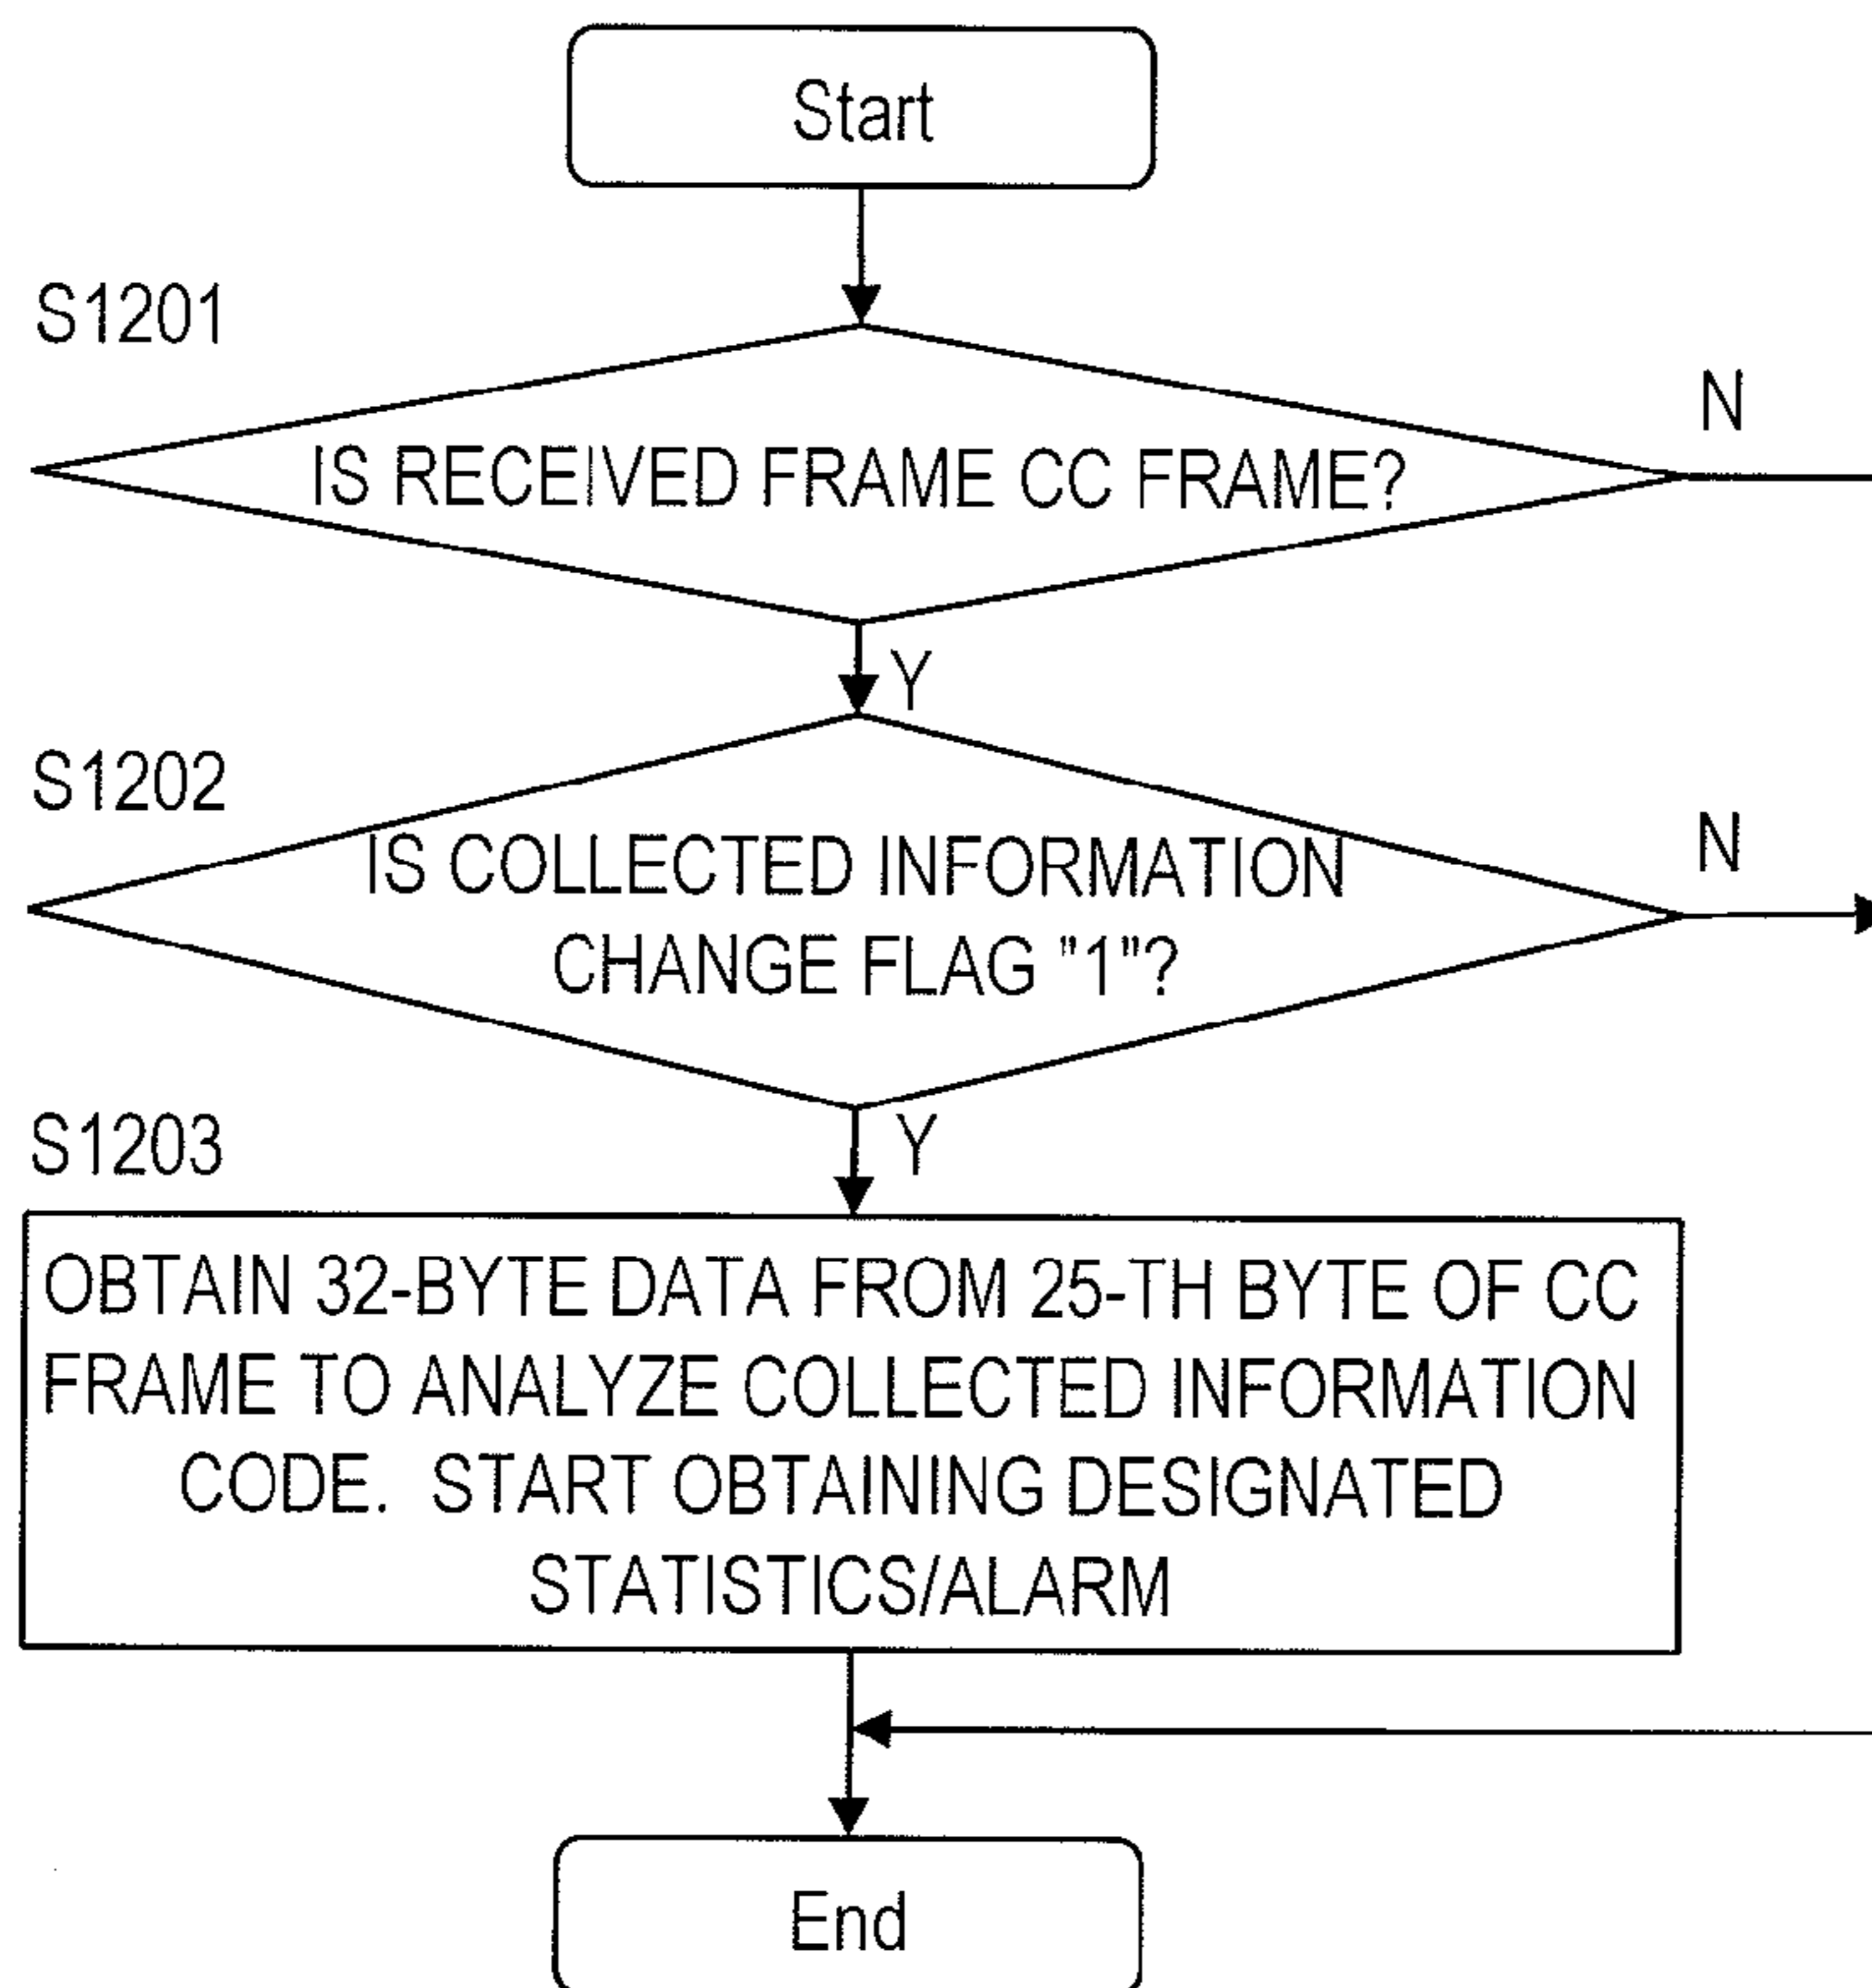 Start
S1201
N
IS RECEIVED FRAME CC FRAME?
Y
S1202
N
IS COLLECTED INFORMATION
CHANGE FLAG "1"?
S1203
Y
OBTAIN 32-BYTE DATA FROM 25-TH BYTE OF CC
FRAME TO ANALYZE COLLECTED INFORMATION
CODE. START OBTAINING DESIGNATED
STATISTICS/ALARM
End